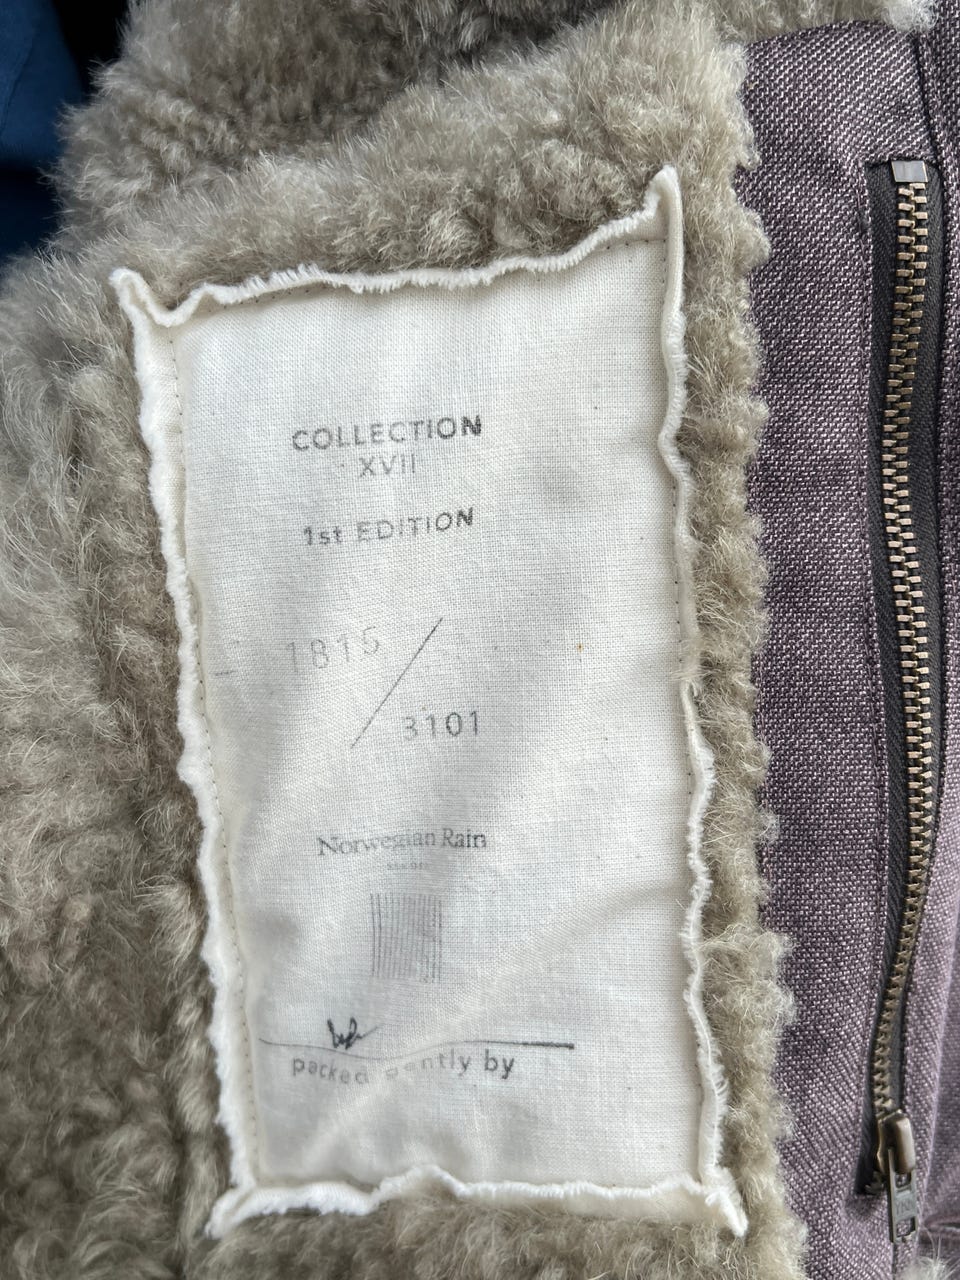 COLLECTION
XVII
1st EDITION
1815
/
3101
Norwegian Rain
packed gently by